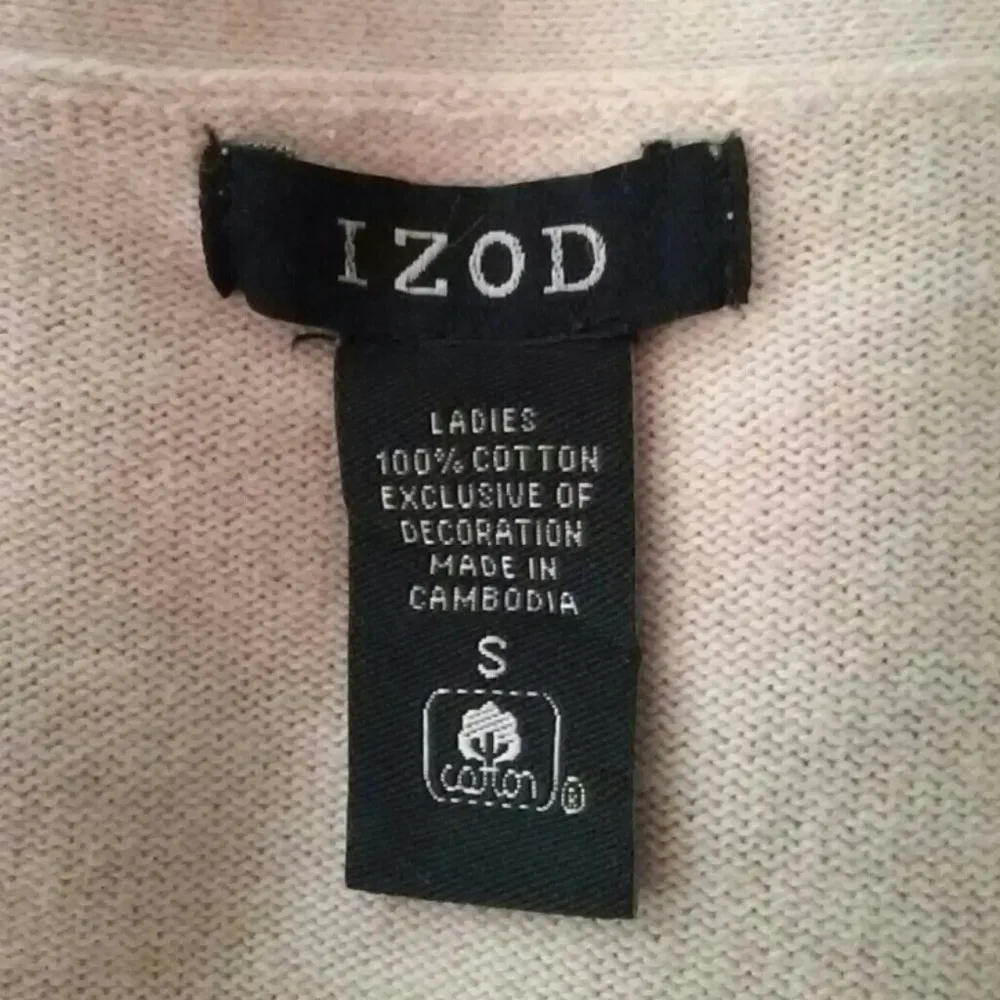 IZOD
LADIES
100% COTTON
EXCLUSIVE OF
DECORATION
MADE IN
CAMBODIA
S
cotton
®